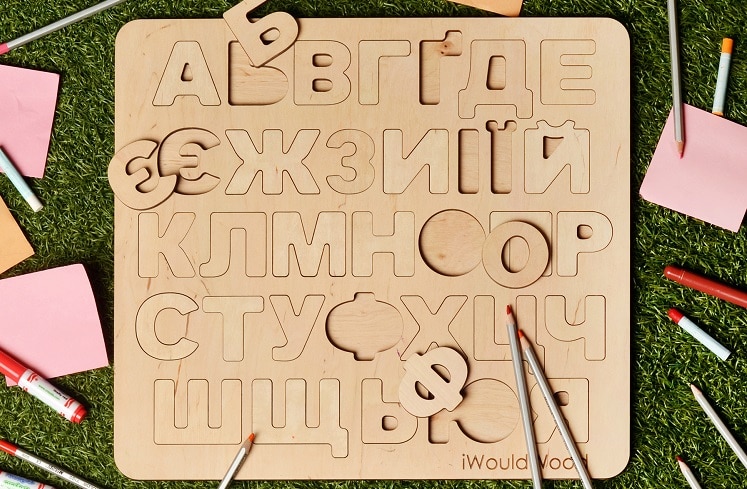 А Б В Г Ґ Д Е
Є Ж З И І Ї Й
К Л М Н О П Р
С Т У Ф Х Ц Ч
Ш Щ Ь Ю Я
iWouldWood